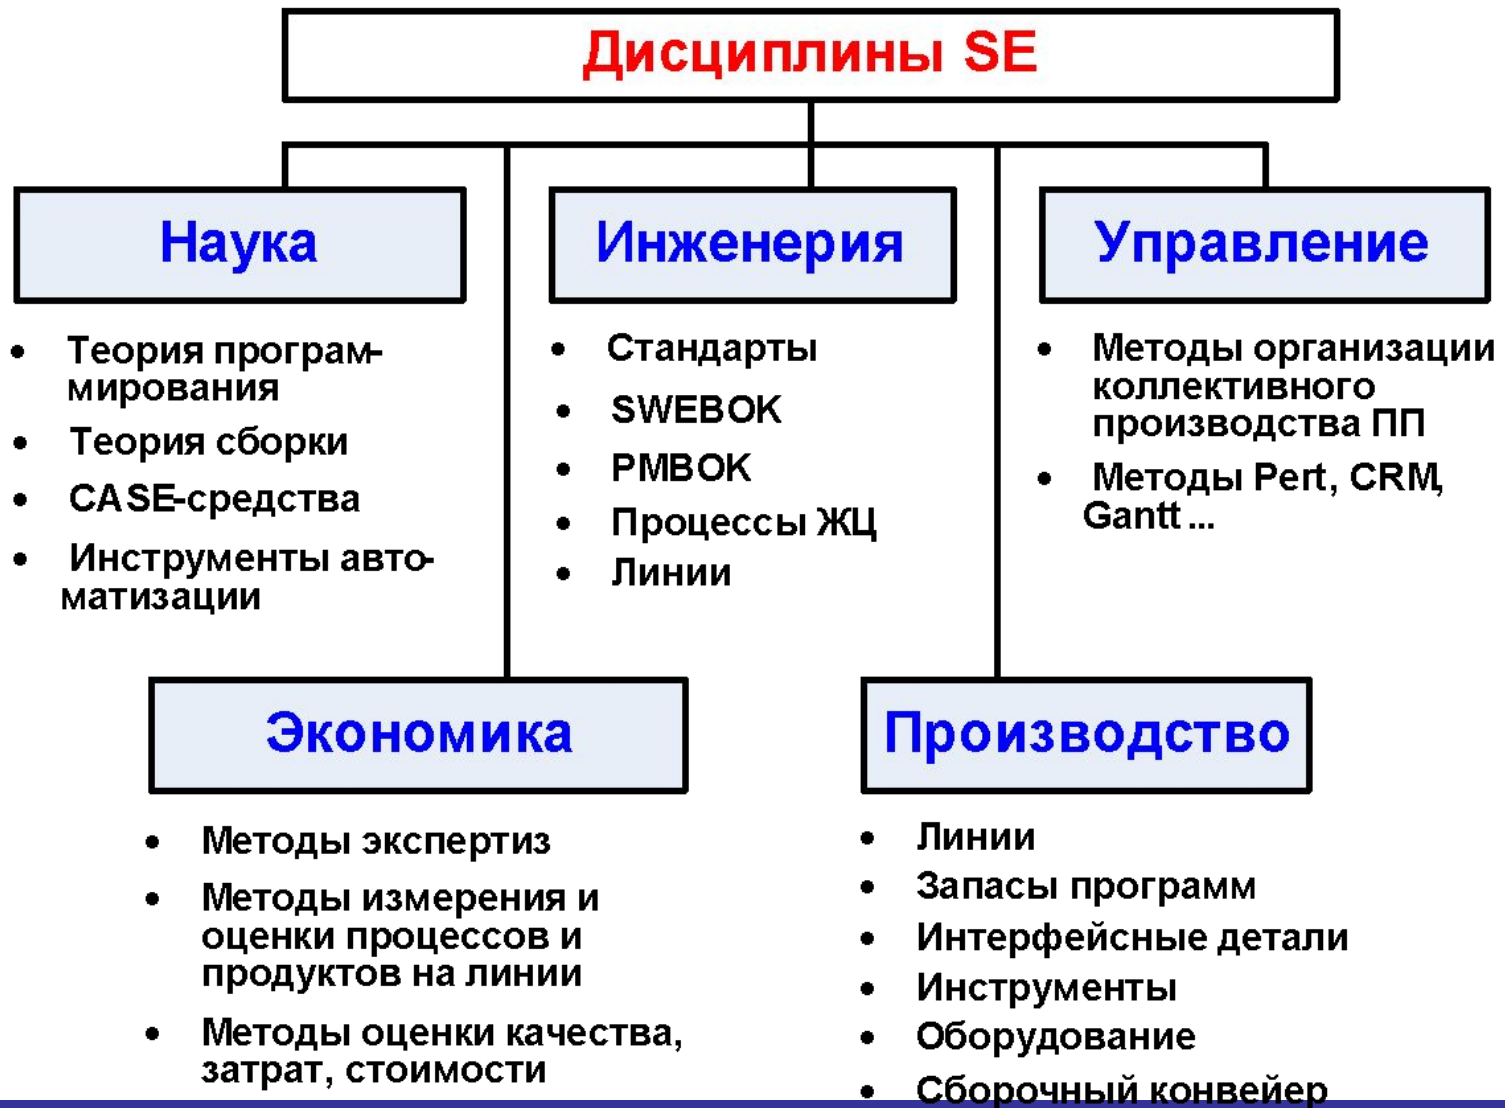 Дисциплины SE
Наука
• Теория програм-
мирования
• Теория сборки
• CASE-средства
• Инструменты авто-
матизации
Инженерия
• Стандарты
• SWEBOK
• PMBOK
• Процессы ЖЦ
• Линии
Управление
• Методы организации
коллективного
производства ПП
• Методы Pert, CRM,
Gantt ...
Экономика
• Методы экспертиз
• Методы измерения и
оценки процессов и
продуктов на линии
• Методы оценки качества,
затрат, стоимости
Производство
• Линии
• Запасы программ
• Интерфейсные детали
• Инструменты
• Оборудование
• Сборочный конвейер